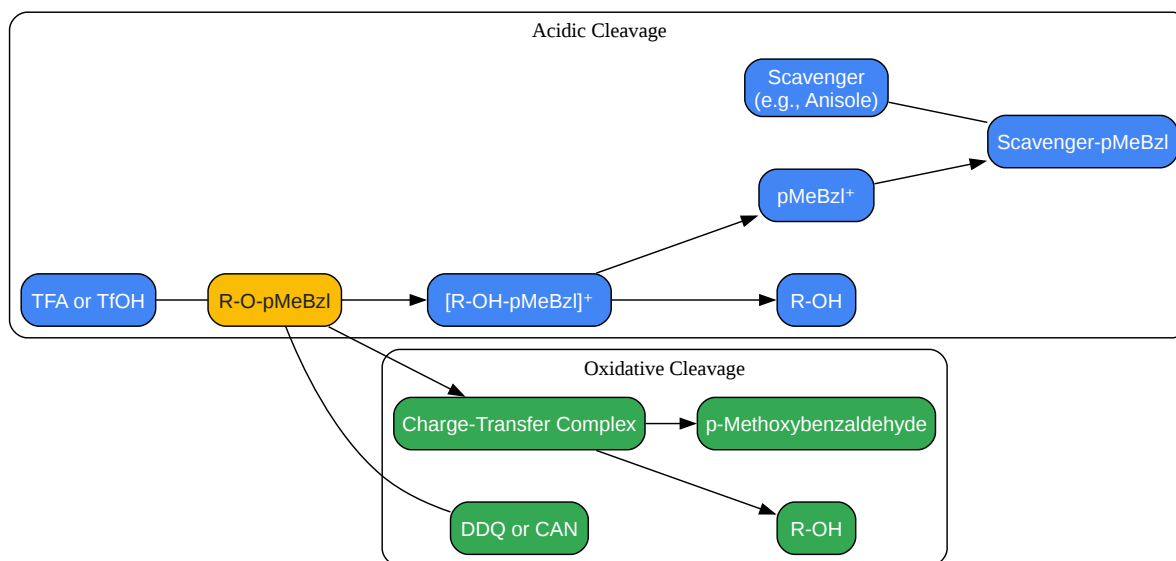 Acidic Cleavage
Scavenger
(e.g., Anisole)
Scavenger-pMeBzl
pMeBzl⁺
TFA or TfOH
R-O-pMeBzl
[R-OH-pMeBzl]⁺
R-OH
Oxidative Cleavage
Charge-Transfer Complex
p-Methoxybenzaldehyde
DDQ or CAN
R-OH